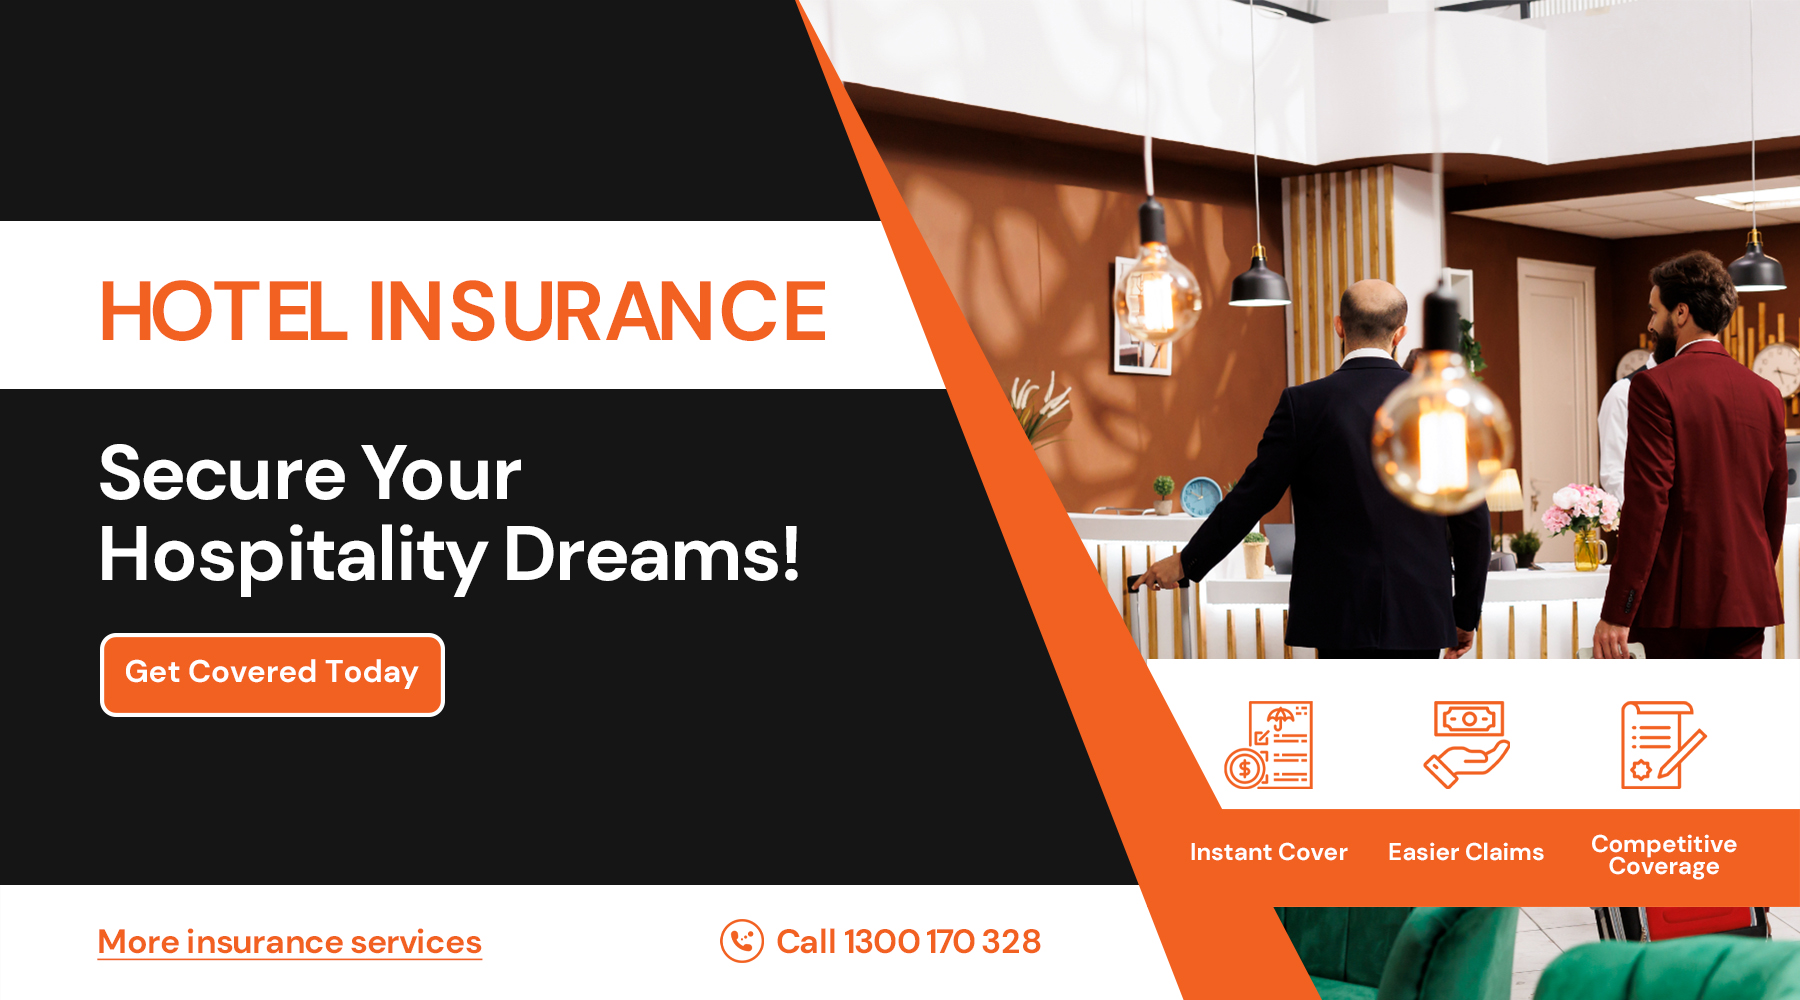 HOTEL INSURANCE
Secure Your
Hospitality Dreams!
Get Covered Today
Instant Cover
Easier Claims
Competitive
Coverage
More insurance services
Call 1300 170 328